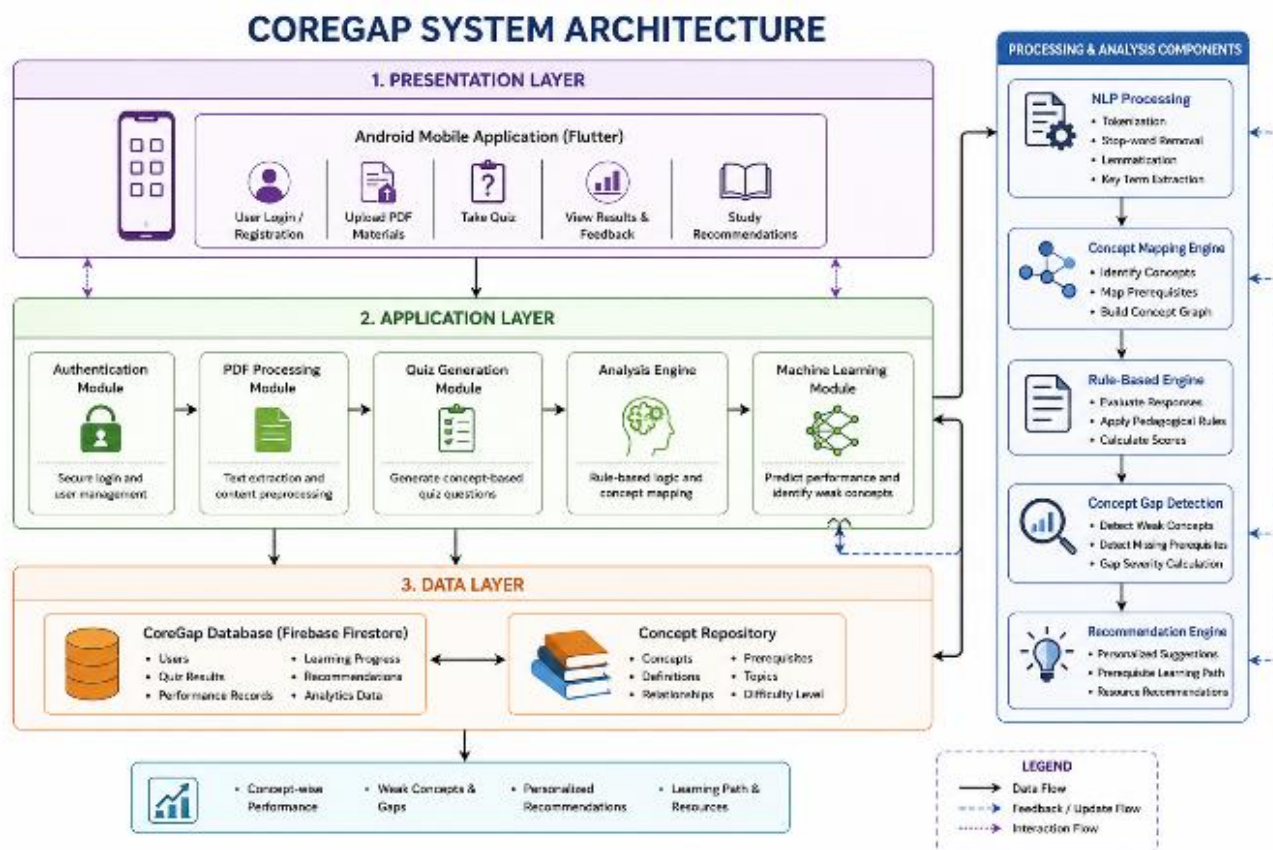 COREGAP SYSTEM ARCHITECTURE
1. PRESENTATION LAYER
Android Mobile Application (Flutter)
User Login /
Registration
Upload PDF
Materials
Take Quiz
View Results &
Feedback
Study
Recommendations
2. APPLICATION LAYER
Authentication
Module
Secure login and
user management
PDF Processing
Module
Text extraction and
content preprocessing
Quiz Generation
Module
Generate concept-based
quiz questions
Analysis Engine
Rule-based logic and
concept mapping
Machine Learning
Module
Predict performance and
identify weak concepts
3. DATA LAYER
CoreGap Database (Firebase Firestore)
• Users
• Quiz Results
• Performance Records
• Learning Progress
• Recommendations
• Analytics Data
Concept Repository
• Concepts
• Definitions
• Relationships
• Prerequisites
• Topics
• Difficulty Level
• Concept-wise
Performance
• Weak Concepts &
Gaps
• Personalized
Recommendations
• Learning Path &
Resources
PROCESSING & ANALYSIS COMPONENTS
NLP Processing
• Tokenization
• Stop-word Removal
• Lemmatization
• Key Term Extraction
Concept Mapping Engine
• Identify Concepts
• Map Prerequisites
• Build Concept Graph
Rule-Based Engine
• Evaluate Responses
• Apply Pedagogical Rules
• Calculate Scores
Concept Gap Detection
• Detect Weak Concepts
• Detect Missing Prerequisites
• Gap Severity Calculation
Recommendation Engine
• Personalized Suggestions
• Prerequisite Learning Path
• Resource Recommendations
LEGEND
Data Flow
Feedback / Update Flow
Interaction Flow